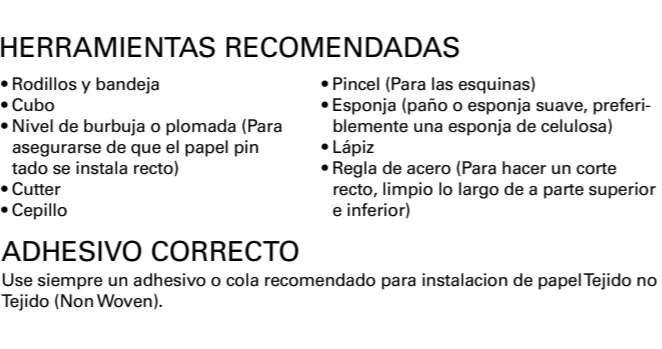 HERRAMIENTAS RECOMENDADAS
• Rodillos y bandeja
• Cubo
• Nivel de burbuja o plomada (Para
asegurarse de que el papel pin
tado se instala recto)
• Cutter
• Cepillo
• Pincel (Para las esquinas)
• Esponja (paño o esponja suave, preferi-
blemente una esponja de celulosa)
• Lápiz
• Regla de acero (Para hacer un corte
recto, limpio lo largo de a parte superior
e inferior)
ADHESIVO CORRECTO
Use siempre un adhesivo o cola recomendado para instalacion de papel Tejido no
Tejido (Non Woven).